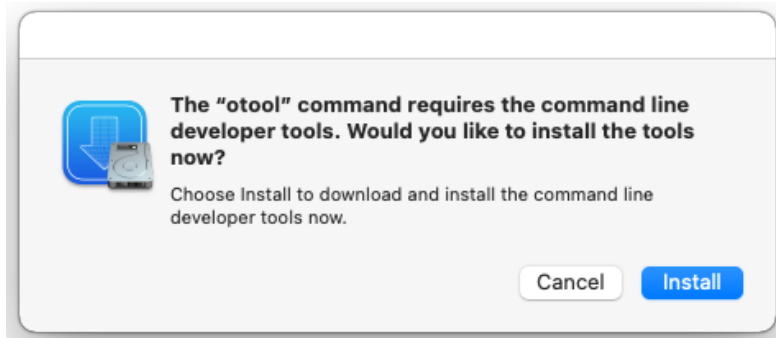 The “otool” command requires the command line
developer tools. Would you like to install the tools
now?
Choose Install to download and install the command line
developer tools now.
Cancel Install